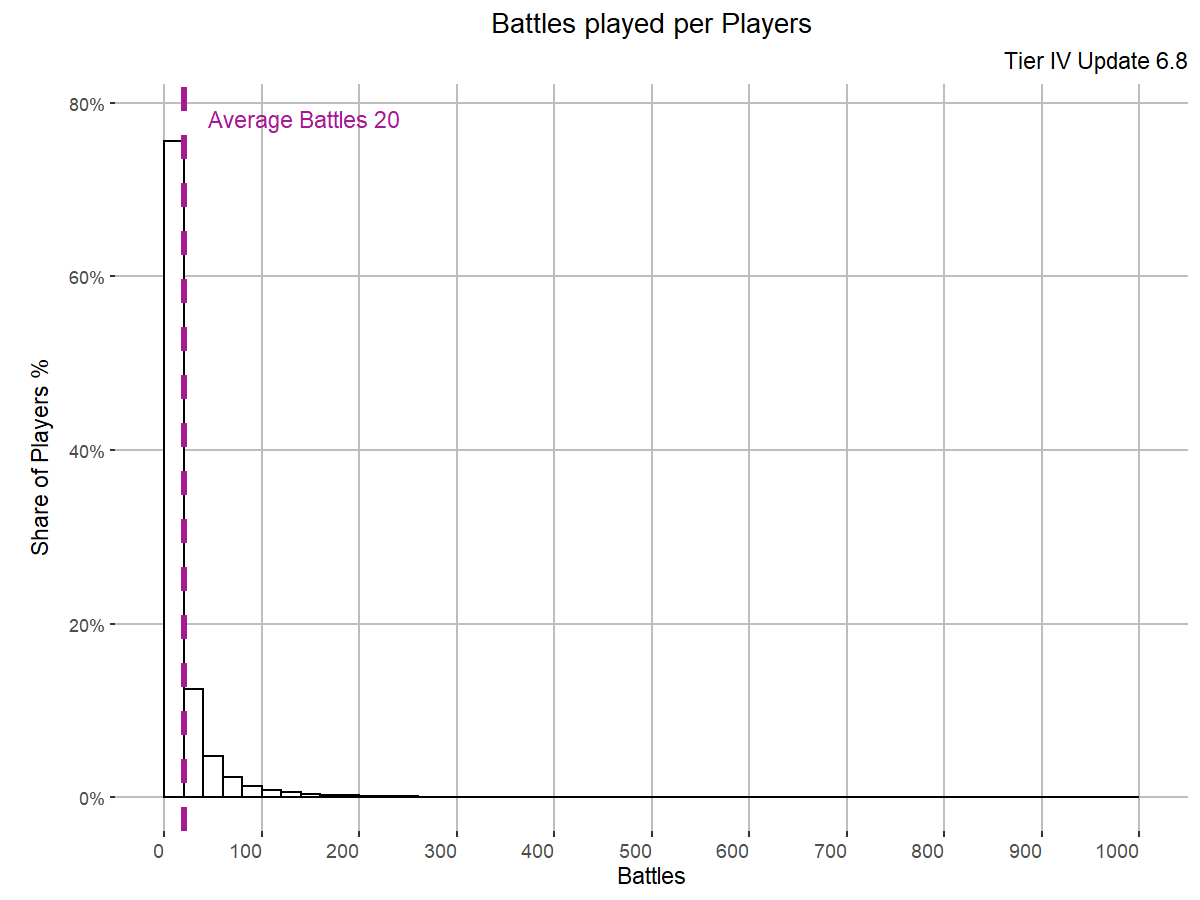 Battles played per Players
Tier IV Update 6.8
Average Battles 20
80%
60%
40%
20%
0%
Share of Players %
0 100 200 300 400 500 600 700 800 900 1000
Battles